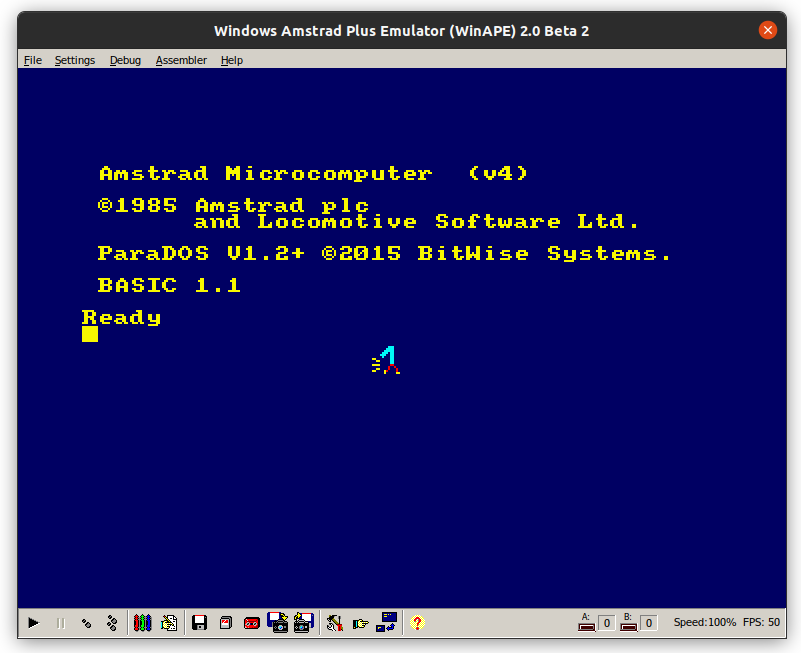 Windows Amstrad Plus Emulator (WinAPE) 2.0 Beta 2
File Settings Debug Assembler Help
Amstrad Microcomputer (v4)
©1985 Amstrad plc
and Locomotive Software Ltd.
ParaDOS V1.2+ ©2015 BitWise Systems.
BASIC 1.1
Ready
A: 0 B: 0 Speed:100% FPS: 50